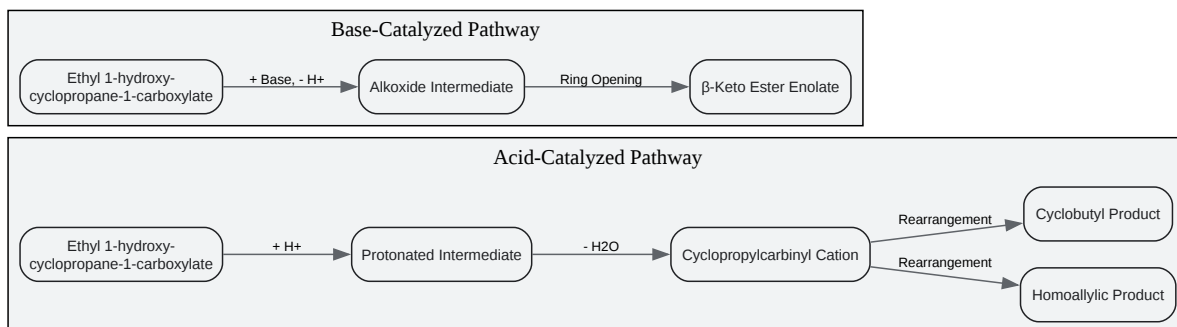 Base-Catalyzed Pathway
Ethyl 1-hydroxy-
cyclopropane-1-carboxylate
+ Base, - H+
Alkoxide Intermediate
Ring Opening
β-Keto Ester Enolate
Acid-Catalyzed Pathway
Ethyl 1-hydroxy-
cyclopropane-1-carboxylate
+ H+
Protonated Intermediate
- H2O
Cyclopropylcarbinyl Cation
Rearrangement
Cyclobutyl Product
Rearrangement
Homoallylic Product